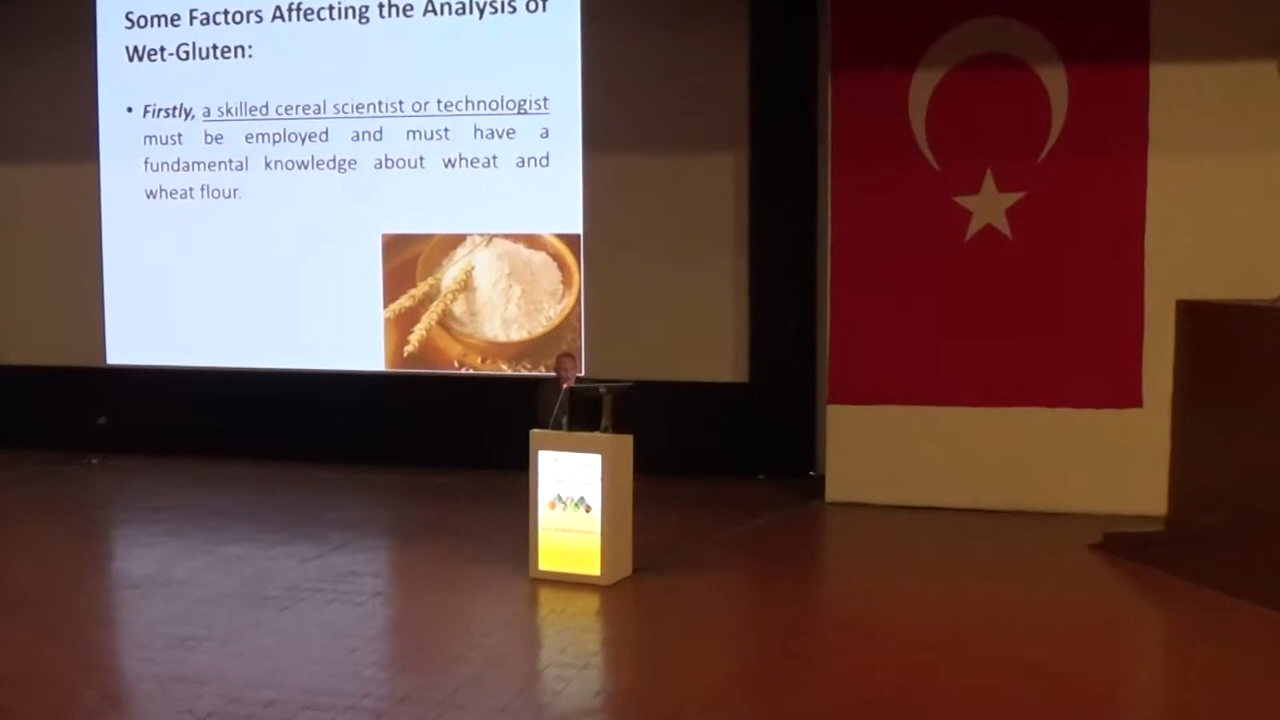 Some Factors Affecting the Analysis of
Wet-Gluten:
• Firstly, a skilled cereal scientist or technologist
must be employed and must have a
fundamental knowledge about wheat and
wheat flour.